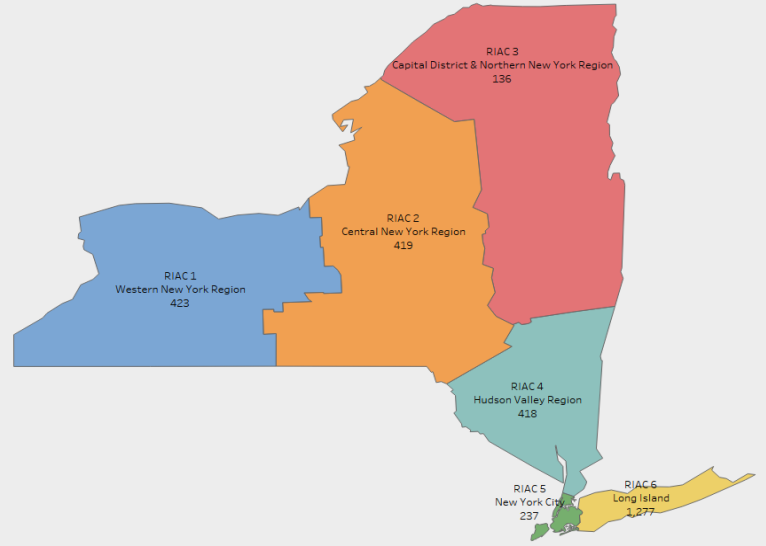 RIAC 3
Capital District & Northern New York Region
136
RIAC 2
Central New York Region
419
RIAC 1
Western New York Region
423
RIAC 4
Hudson Valley Region
418
RIAC 5
New York City
237
RIAC 6
Long Island
1,277